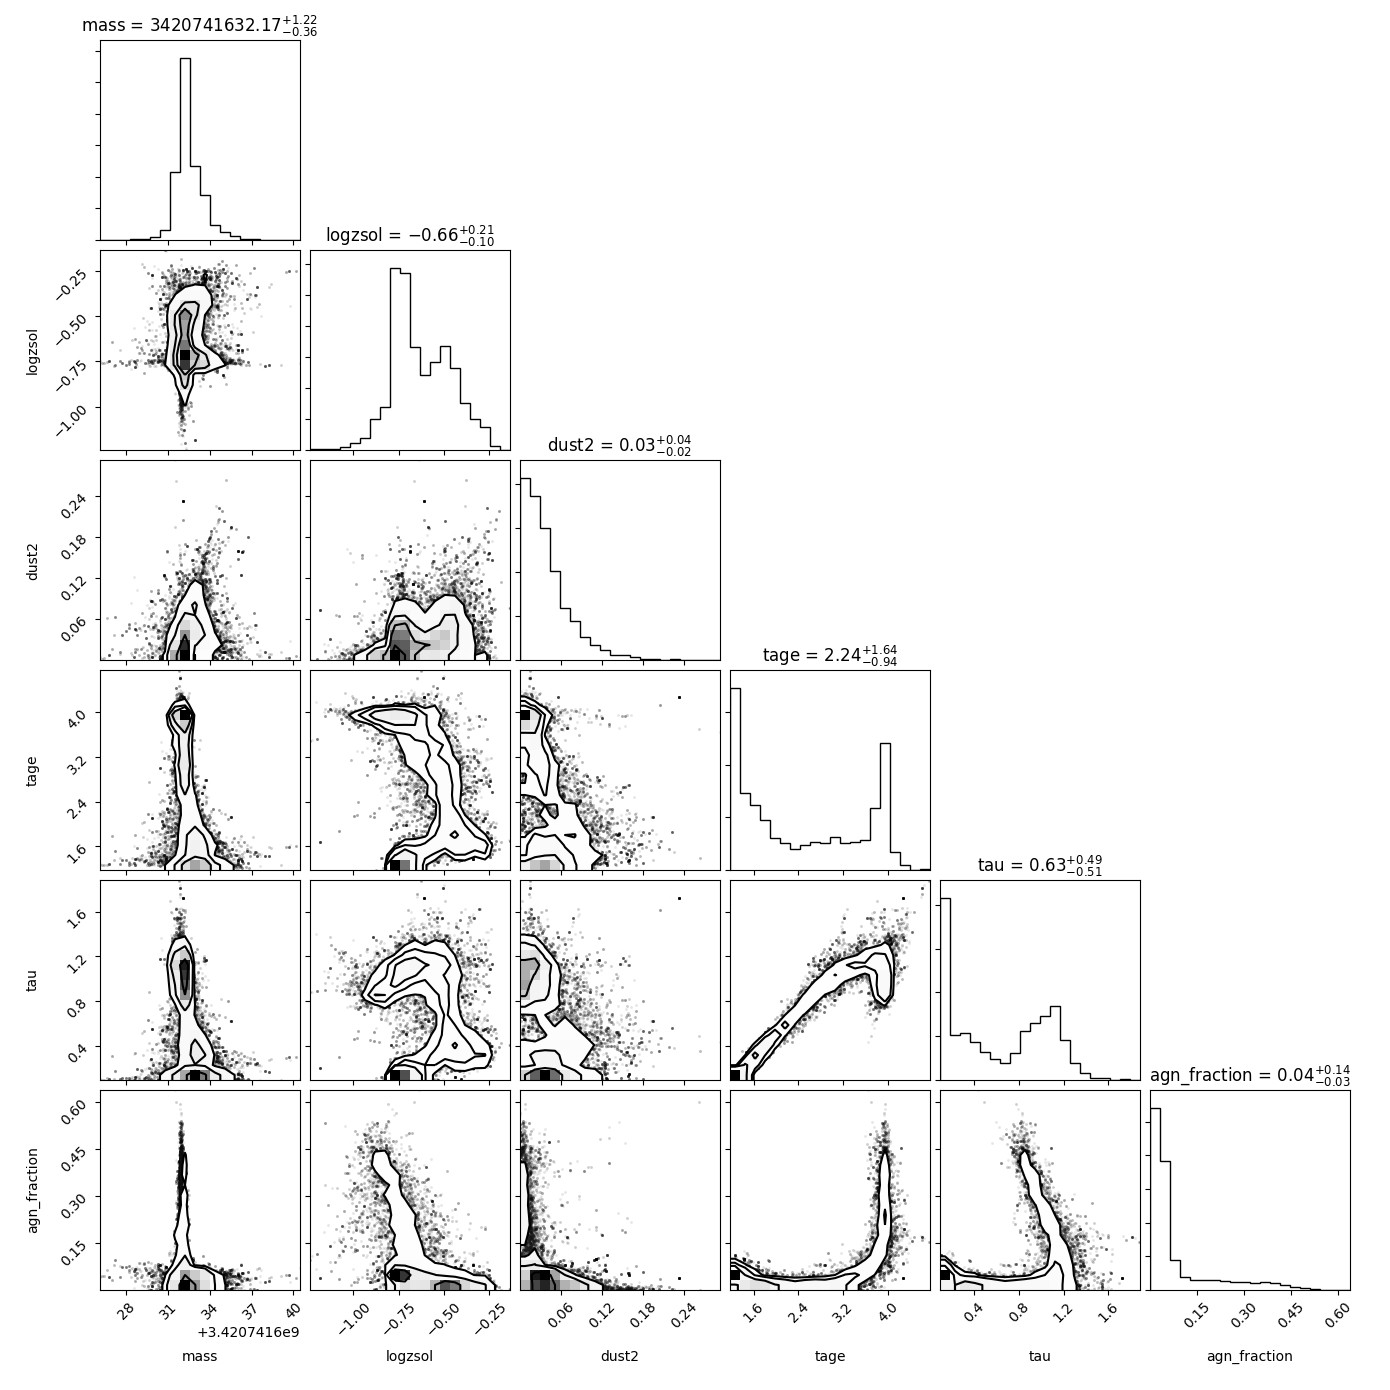 mass = 3420741632.17+1.22−0.36
logzsol = −0.66+0.21−0.10
−0.25
−0.50
−0.75
−1.00
logzsol
dust2 = 0.03+0.04−0.02
0.24
0.18
0.12
0.06
dust2
tage = 2.24+1.64−0.94
4.0
3.2
2.4
1.6
tage
tau = 0.63+0.49−0.51
1.6
1.2
0.8
0.4
tau
agn_fraction = 0.04+0.14−0.03
0.60
0.45
0.30
0.15
agn_fraction
28 31 34 37 40 −1.00 −0.75 −0.50 −0.25 0.06 0.12 0.18 0.24 1.6 2.4 3.2 4.0 0.4 0.8 1.2 1.6 0.15 0.30 0.45 0.60
+3.4207416e9
mass logzsol dust2 tage tau agn_fraction